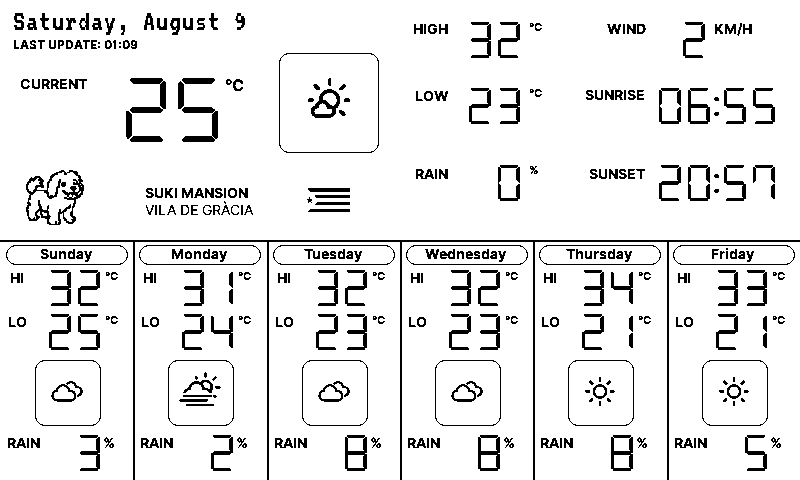 Saturday, August 9
LAST UPDATE: 01:09
CURRENT 25 °C
SUKI MANSION
VILA DE GRÀCIA
HIGH 32 °C
LOW 23 °C
RAIN 0 %
WIND 2 KM/H
SUNRISE 06:55
SUNSET 20:57
Sunday
HI 32 °C
LO 25 °C
RAIN 3 %
Monday
HI 31 °C
LO 24 °C
RAIN 2 %
Tuesday
HI 32 °C
LO 23 °C
RAIN 8 %
Wednesday
HI 32 °C
LO 23 °C
RAIN 8 %
Thursday
HI 34 °C
LO 21 °C
RAIN 8 %
Friday
HI 33 °C
LO 21 °C
RAIN 5 %